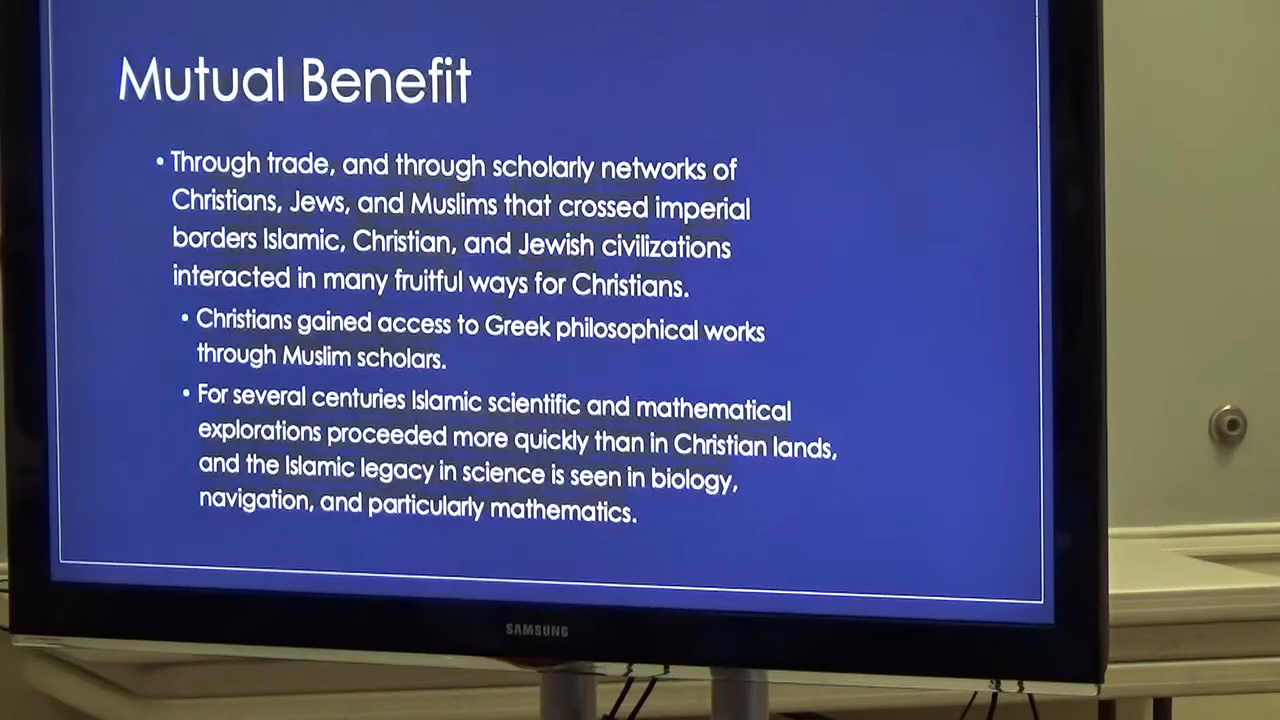 Mutual Benefit
• Through trade, and through scholarly networks of
Christians, Jews, and Muslims that crossed imperial
borders Islamic, Christian, and Jewish civilizations
interacted in many fruitful ways for Christians.
• Christians gained access to Greek philosophical works
through Muslim scholars.
• For several centuries Islamic scientific and mathematical
explorations proceeded more quickly than in Christian lands,
and the Islamic legacy in science is seen in biology,
navigation, and particularly mathematics.
SAMSUNG